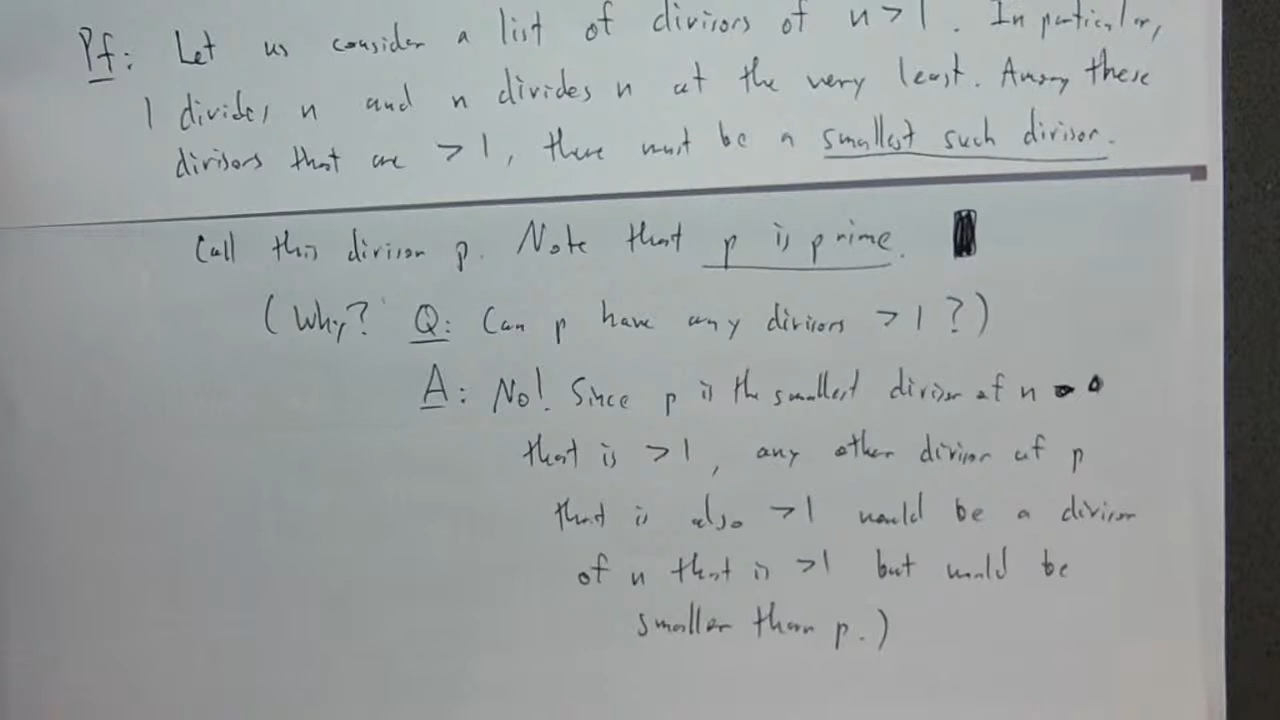 Pf: Let us consider a list of divisors of n > 1. In particular,
1 divides n and n divides n at the very least. Among these
divisors that are > 1, there must be a smallest such divisor.
Call this divisor p. Note that p is prime.
(Why? Q: Can p have any divisors > 1?)
A: No! Since p is the smallest divisor of n
that is > 1, any other divisor of p
that is also > 1 would be a divisor
of n that is > 1 but would be
smaller than p.)